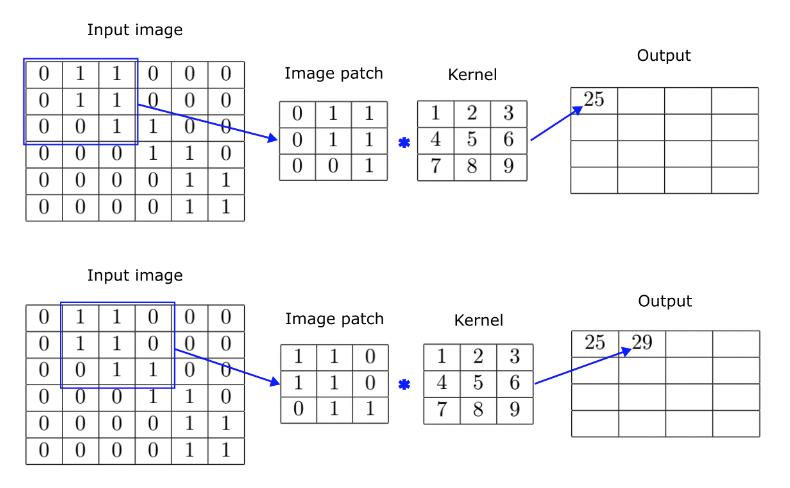 Input image
Image patch
Kernel
Output
0 1 1 0 0 0
0 1 1 0 0 0
0 0 1 1 0 0
0 0 0 1 1 0
0 0 0 0 1 1
0 0 0 0 1 1
0 1 1
0 1 1
0 0 1
*
1 2 3
4 5 6
7 8 9
25
Input image
Image patch
Kernel
Output
0 1 1 0 0 0
0 1 1 0 0 0
0 0 1 1 0 0
0 0 0 1 1 0
0 0 0 0 1 1
0 0 0 0 1 1
1 1 0
1 1 0
0 1 1
*
1 2 3
4 5 6
7 8 9
25 29